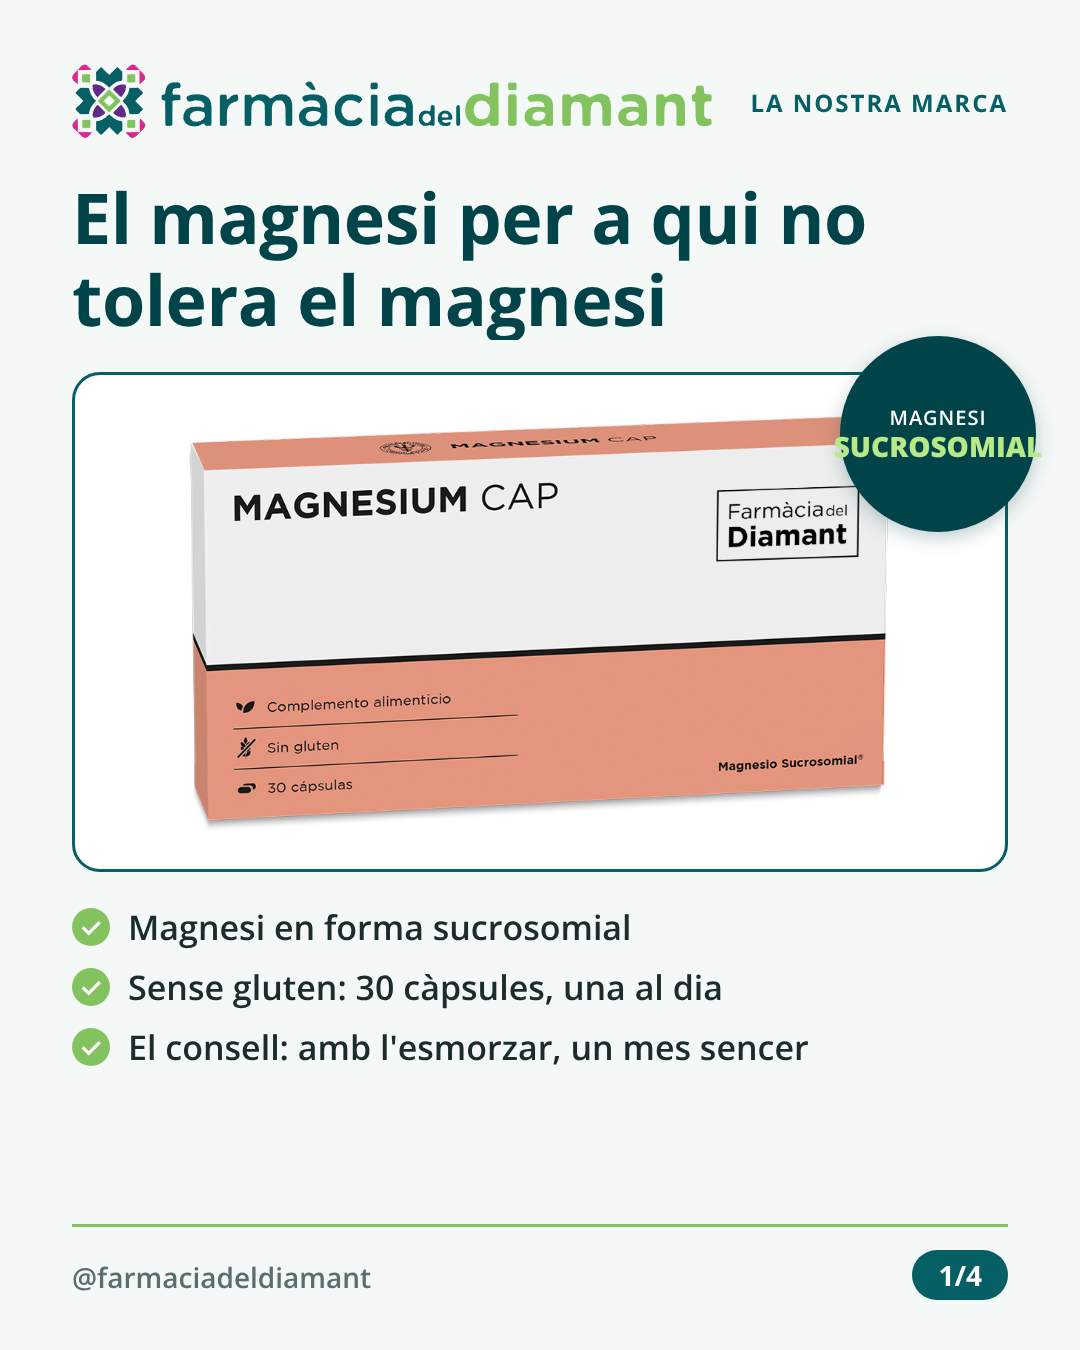 farmàciadeldiamant
LA NOSTRA MARCA
El magnesi per a qui no
tolera el magnesi
MAGNESI
SUCROSOMIAL
MAGNESIUM CAP
MAGNESIUM CAP
Farmàciadel
Diamant
Complemento alimenticio
Sin gluten
30 cápsulas
Magnesio Sucrosomial®
Magnesi en forma sucrosomial
Sense gluten: 30 càpsules, una al dia
El consell: amb l'esmorzar, un mes sencer
@farmaciadeldiamant
1/4